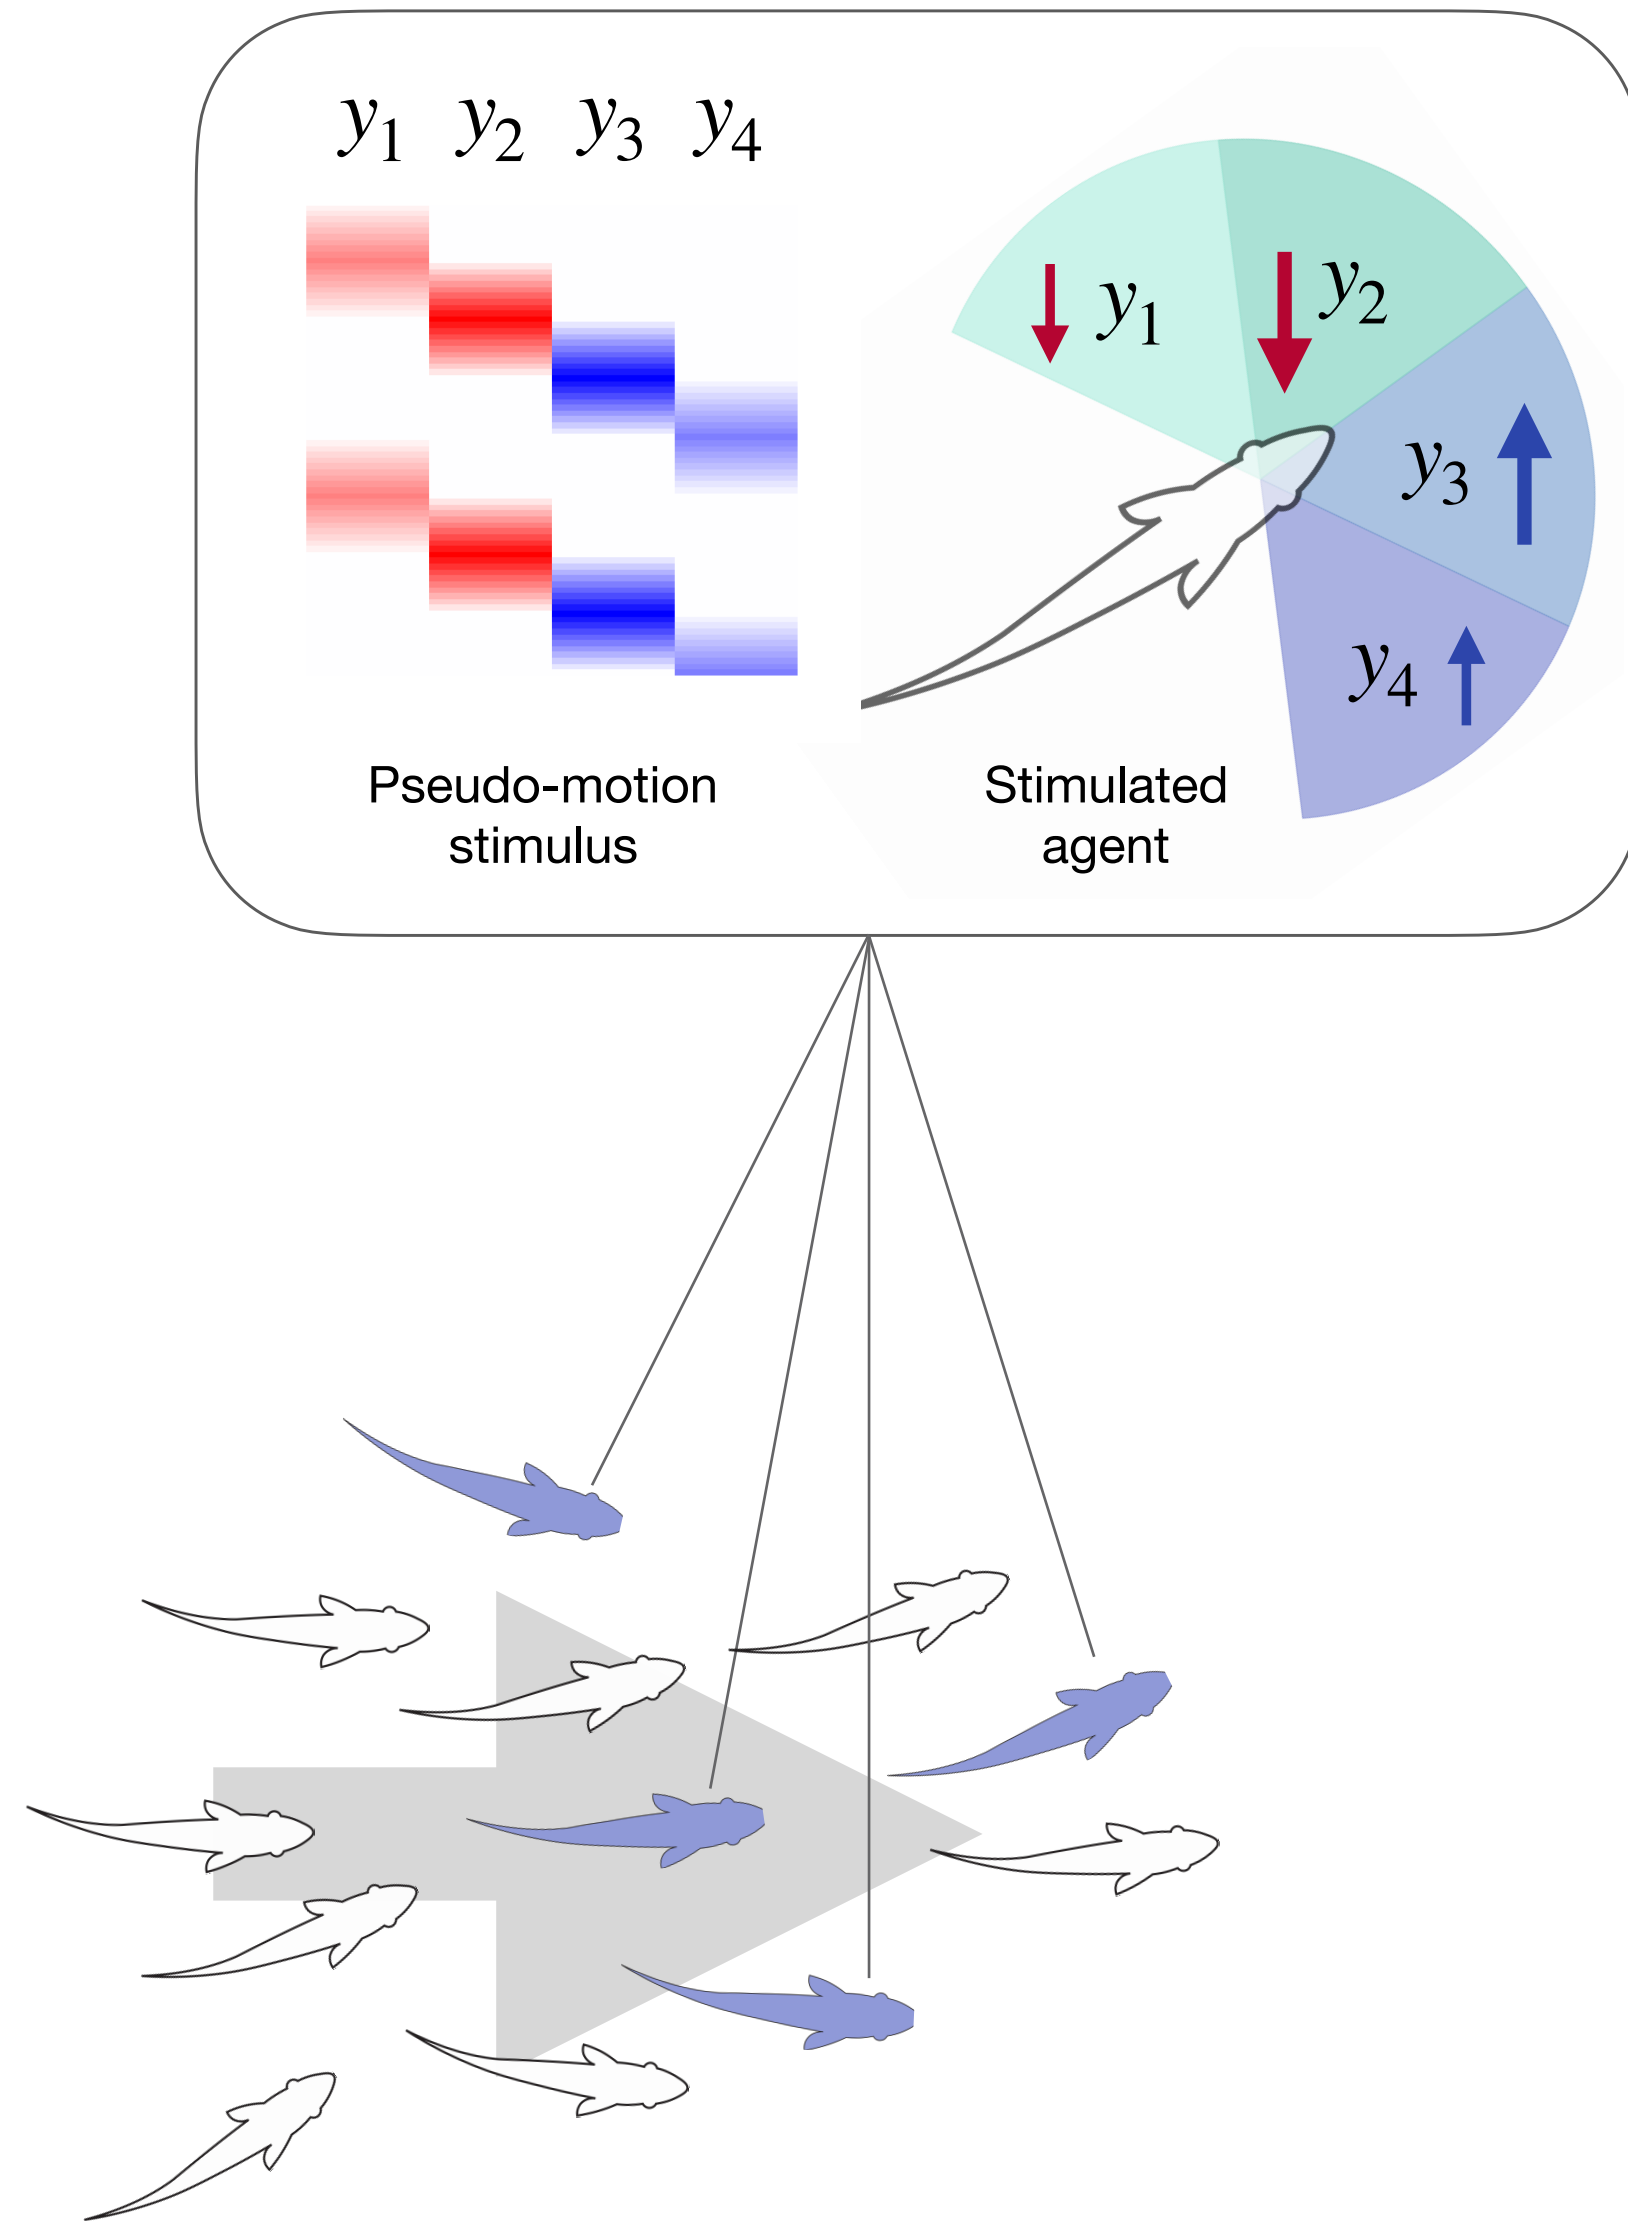 y₁ y₂ y₃ y₄
y₁
y₂
y₃
y₄
Pseudo-motion
stimulus
Stimulated
agent